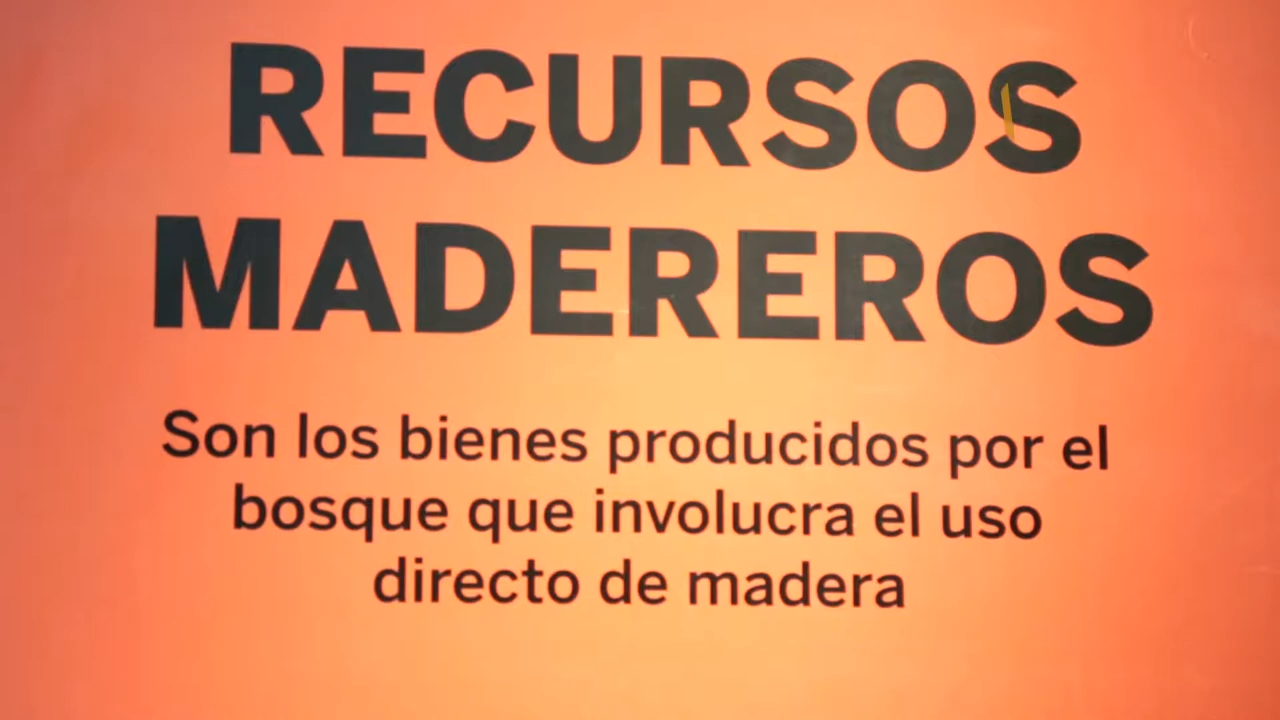 RECURSOS
MADEREROS
Son los bienes producidos por el
bosque que involucra el uso
directo de madera